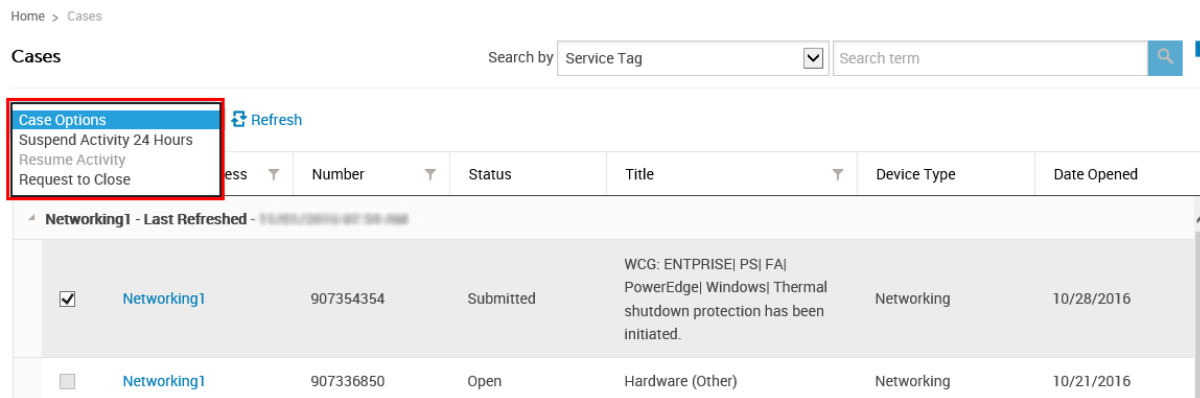 Home > Cases
Cases
Search by Service Tag Search term
Case Options Refresh
Suspend Activity 24 Hours
Resume Activity
Request to Close
ess Number Status Title Device Type Date Opened
Networking1 - Last Refreshed -
WCG: ENTPRISE| PS| FA|
PowerEdge| Windows| Thermal
Networking1 907354354 Submitted Networking 10/28/2016
shutdown protection has been
initiated.
Networking1 907336850 Open Hardware (Other) Networking 10/21/2016